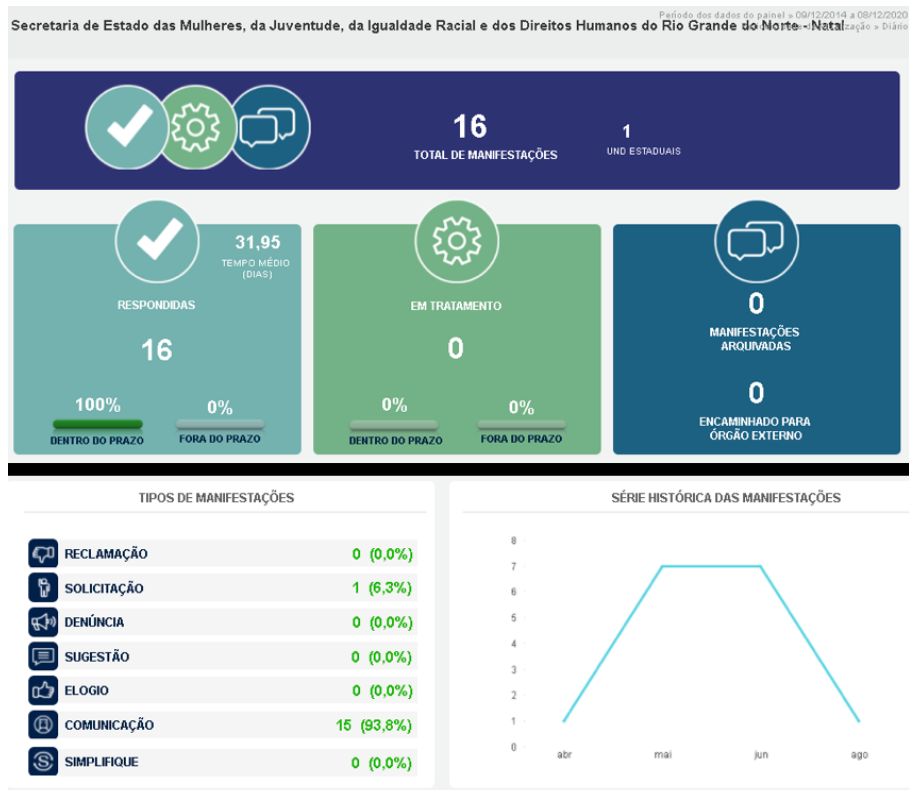 Período dos dados do painel » 09/12/2014 a 08/12/2020
Secretaria de Estado das Mulheres, da Juventude, da Igualdade Racial e dos Direitos Humanos do Rio Grande do Norte - Natal
» Diário
16
TOTAL DE MANIFESTAÇÕES
1
UND ESTADUAIS
31,95
TEMPO MÉDIO
(DIAS)
RESPONDIDAS
16
100%
DENTRO DO PRAZO
0%
FORA DO PRAZO
EM TRATAMENTO
0
0%
DENTRO DO PRAZO
0%
FORA DO PRAZO
0
MANIFESTAÇÕES
ARQUIVADAS
0
ENCAMINHADO PARA
ÓRGÃO EXTERNO
TIPOS DE MANIFESTAÇÕES
RECLAMAÇÃO 0 (0,0%)
SOLICITAÇÃO 1 (6,3%)
DENÚNCIA 0 (0,0%)
SUGESTÃO 0 (0,0%)
ELOGIO 0 (0,0%)
COMUNICAÇÃO 15 (93,8%)
SIMPLIFIQUE 0 (0,0%)
SÉRIE HISTÓRICA DAS MANIFESTAÇÕES
8
7
6
5
4
3
2
1
0
abr mai jun ago